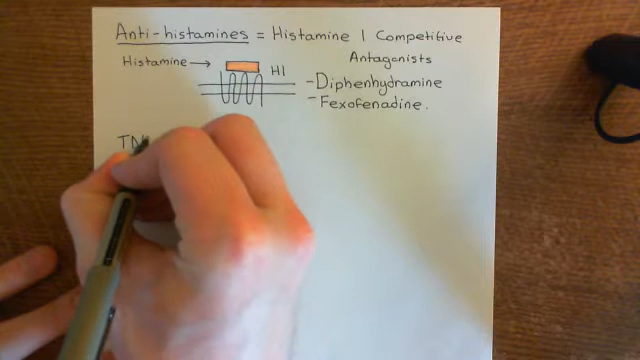 Anti-histamines = Histamine 1 Competitive
Antagonists
Histamine → H1
- Diphenhydramine
- Fexofenadine.